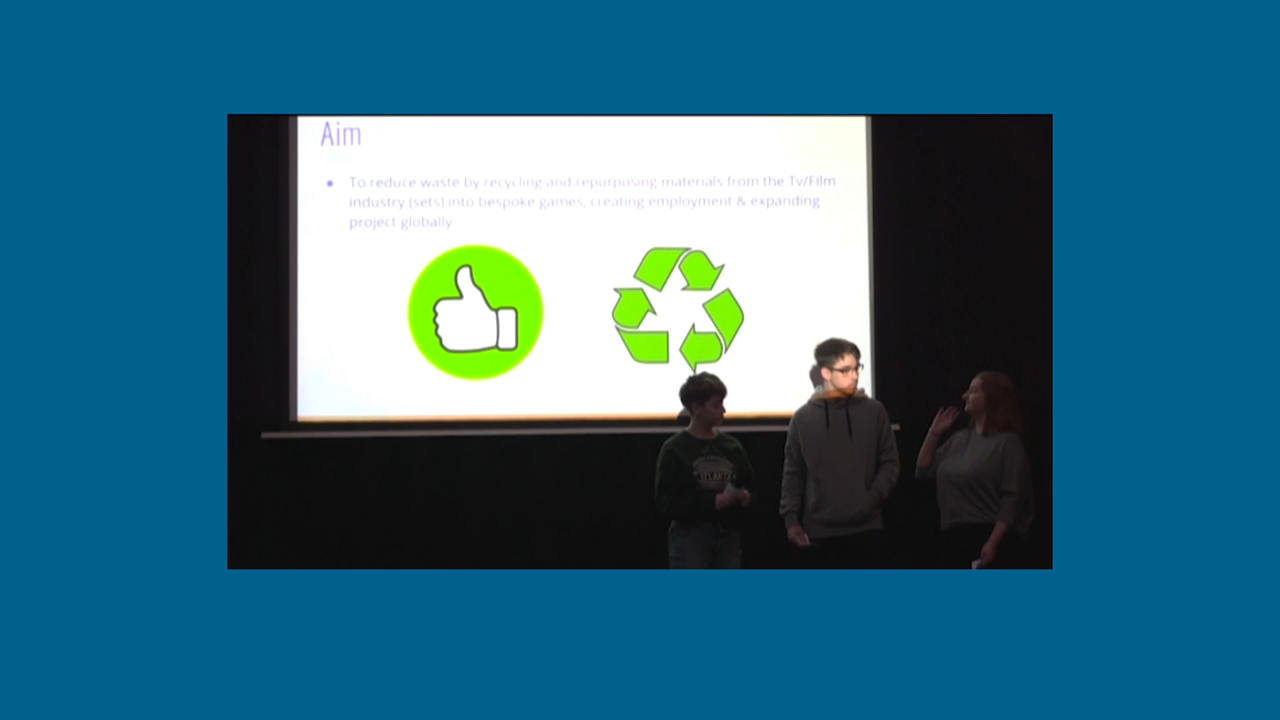 Aim
• To reduce waste by recycling and repurposing materials from the Tv/Film
industry (sets) into bespoke games, creating employment & expanding
project globally
ATLANTA